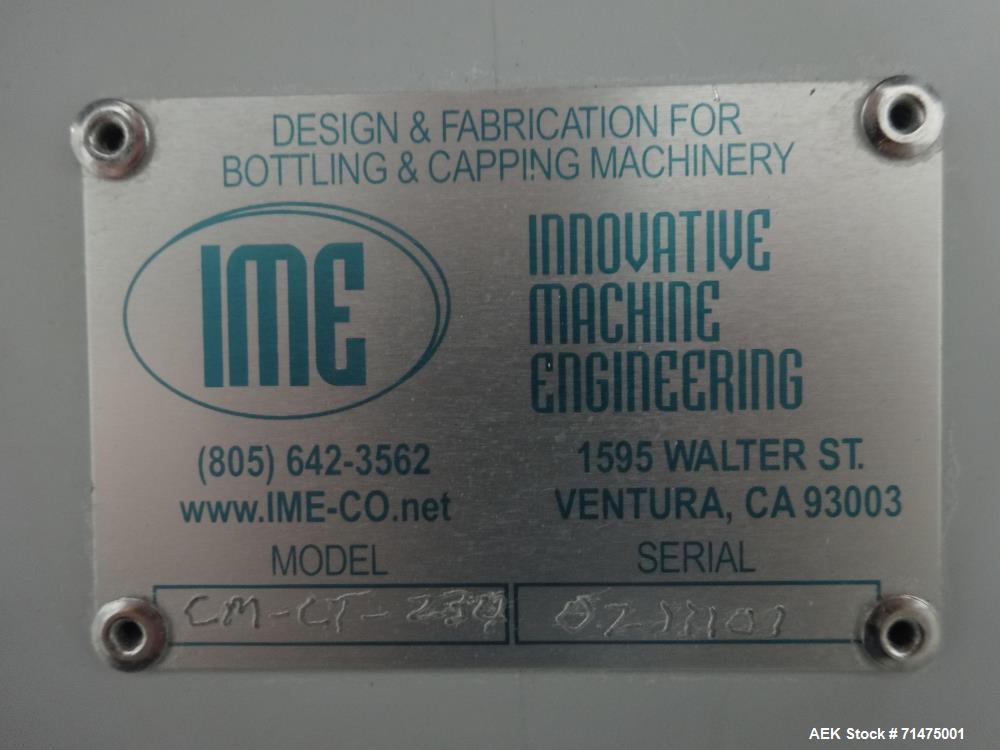 DESIGN & FABRICATION FOR
BOTTLING & CAPPING MACHINERY
IME
INNOVATIVE
MACHINE
ENGINEERING
(805) 642-3562
www.IME-CO.net
1595 WALTER ST.
VENTURA, CA 93003
MODEL
SERIAL
AEK Stock # 71475001